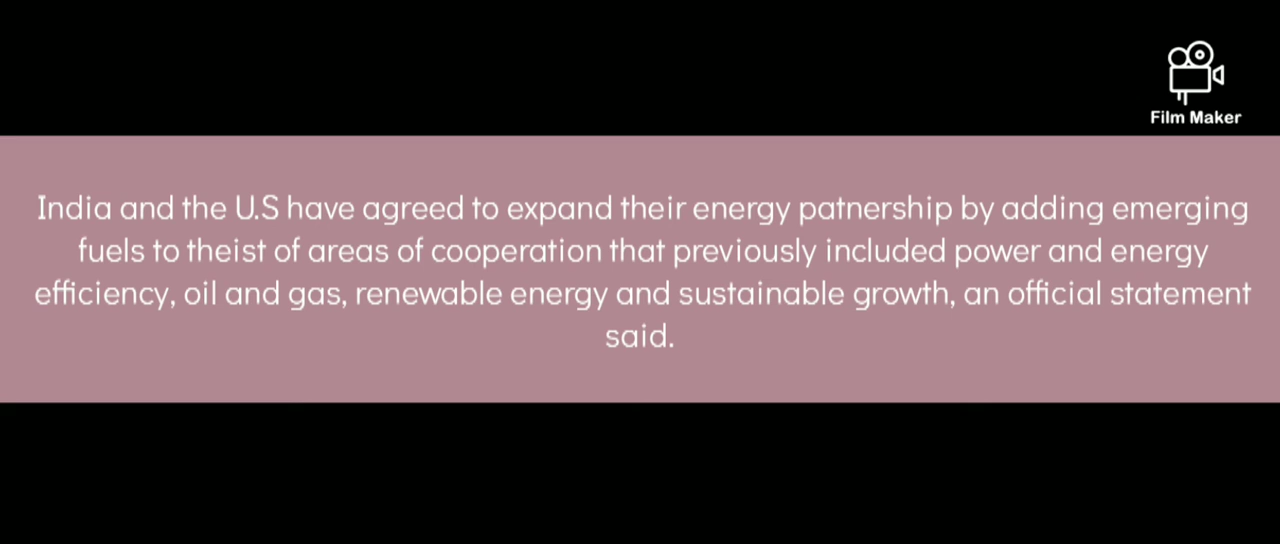 Film Maker
India and the U.S have agreed to expand their energy patnership by adding emerging
fuels to theist of areas of cooperation that previously included power and energy
efficiency, oil and gas, renewable energy and sustainable growth, an official statement
said.